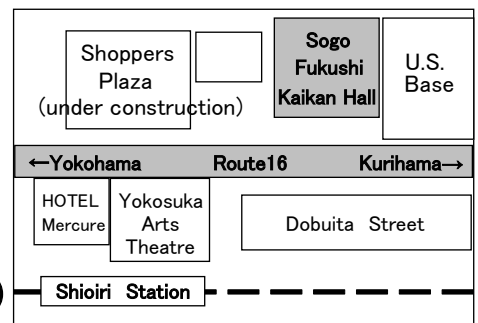 Shoppers
Plaza
(under construction)
Sogo
Fukushi
Kaikan Hall
U.S.
Base
←Yokohama Route16 Kurihama→
HOTEL
Mercure
Yokosuka
Arts
Theatre
Dobuita Street
Shioiri Station